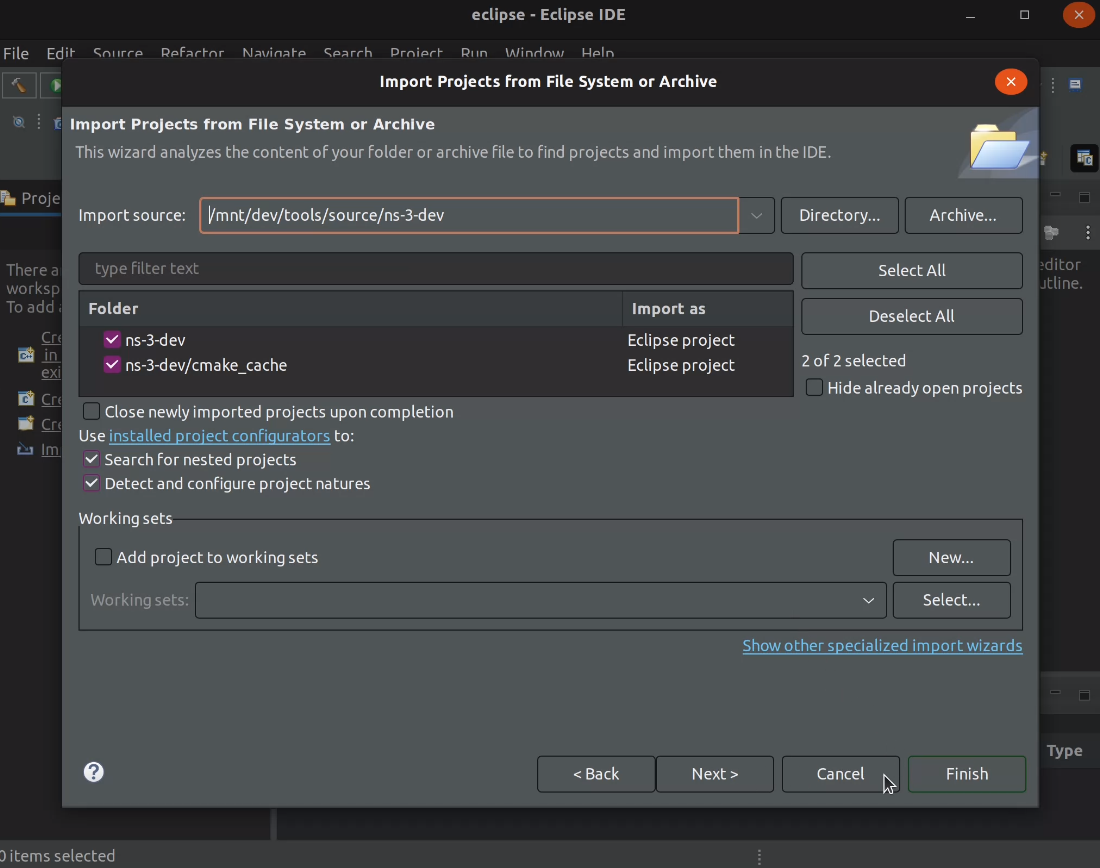 eclipse - Eclipse IDE
File Edit Source Refactor Navigate Search Project Run Window Help
Import Projects from File System or Archive
Import Projects from File System or Archive
This wizard analyzes the content of your folder or archive file to find projects and import them in the IDE.
Proje
Import source: /mnt/dev/tools/source/ns-3-dev Directory... Archive...
type filter text Select All
There a
worksp
To add
editor
utline.
Folder Import as
Deselect All
ns-3-dev Eclipse project
ns-3-dev/cmake_cache Eclipse project
2 of 2 selected
Hide already open projects
Cre
in
exi
Cre
Cre
Im
Close newly imported projects upon completion
Use installed project configurators to:
Search for nested projects
Detect and configure project natures
Working sets
Add project to working sets New...
Working sets: Select...
Show other specialized import wizards
Type
< Back Next > Cancel Finish
0 items selected